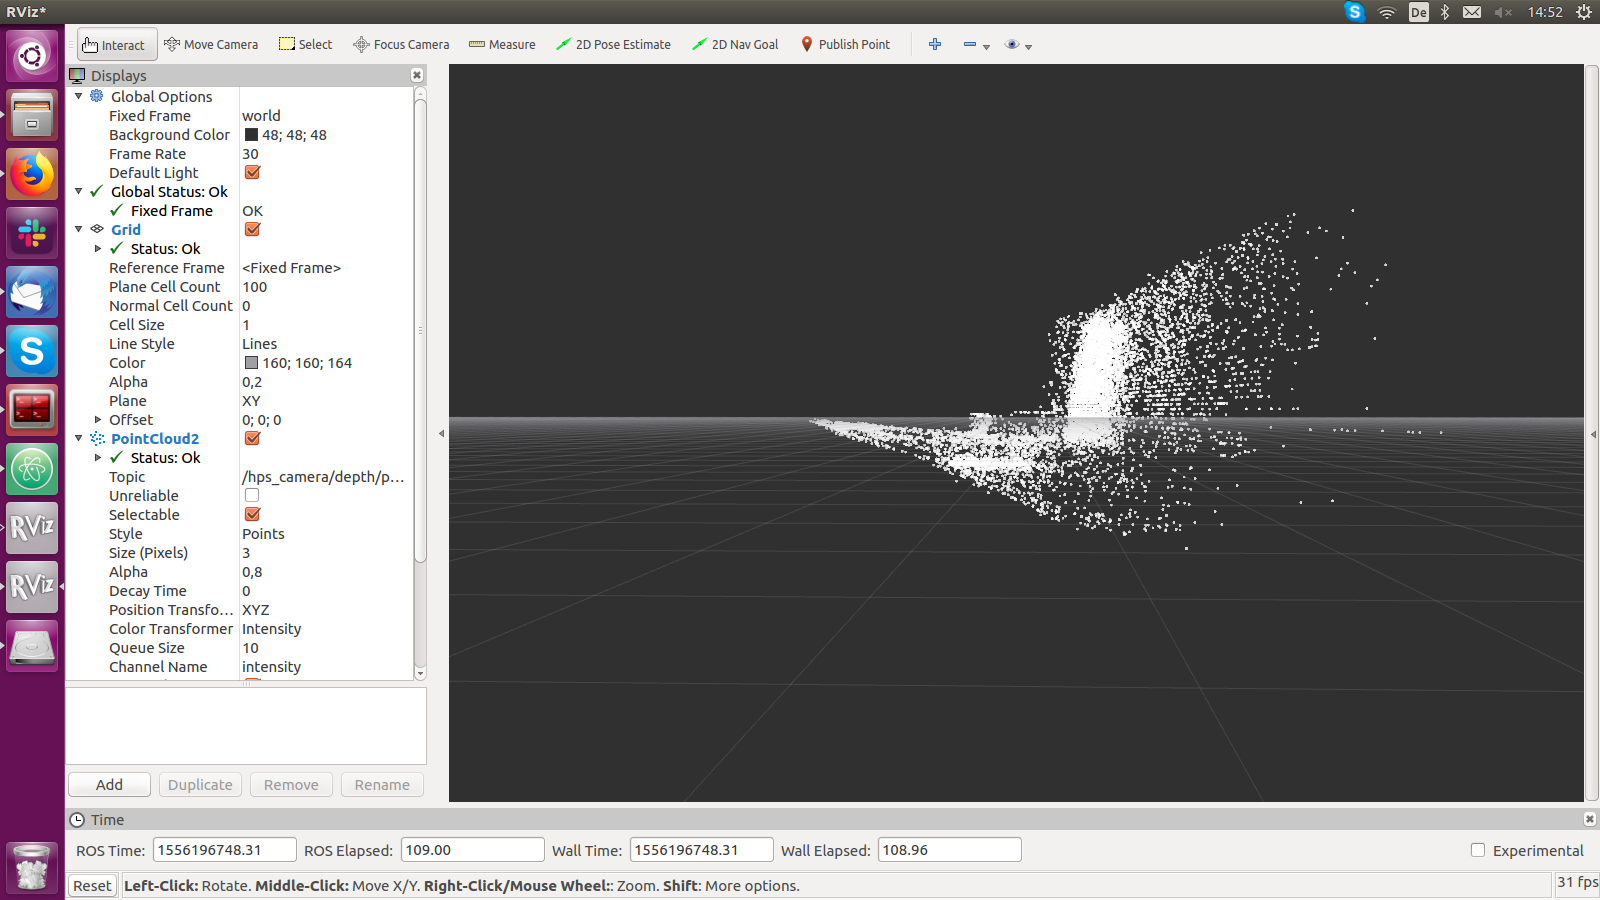 RViz*
S
De
14:52
Interact
Move Camera
Select
Focus Camera
Measure
2D Pose Estimate
2D Nav Goal
Publish Point
Displays
Global Options
Fixed Frame world
Background Color 48; 48; 48
Frame Rate 30
Default Light
Global Status: Ok
Fixed Frame OK
Grid
Status: Ok
Reference Frame <Fixed Frame>
Plane Cell Count 100
Normal Cell Count 0
Cell Size 1
Line Style Lines
Color 160; 160; 164
Alpha 0,2
Plane XY
Offset 0; 0; 0
PointCloud2
Status: Ok
Topic /hps_camera/depth/p...
Unreliable
Selectable
Style Points
Size (Pixels) 3
Alpha 0,8
Decay Time 0
Position Transfo... XYZ
Color Transformer Intensity
Queue Size 10
Channel Name intensity
S
RViz
RViz
Add
Duplicate
Remove
Rename
Time
ROS Time: 1556196748.31 ROS Elapsed: 109.00 Wall Time: 1556196748.31 Wall Elapsed: 108.96 Experimental
Reset Left-Click: Rotate. Middle-Click: Move X/Y. Right-Click/Mouse Wheel:: Zoom. Shift: More options. 31 fps